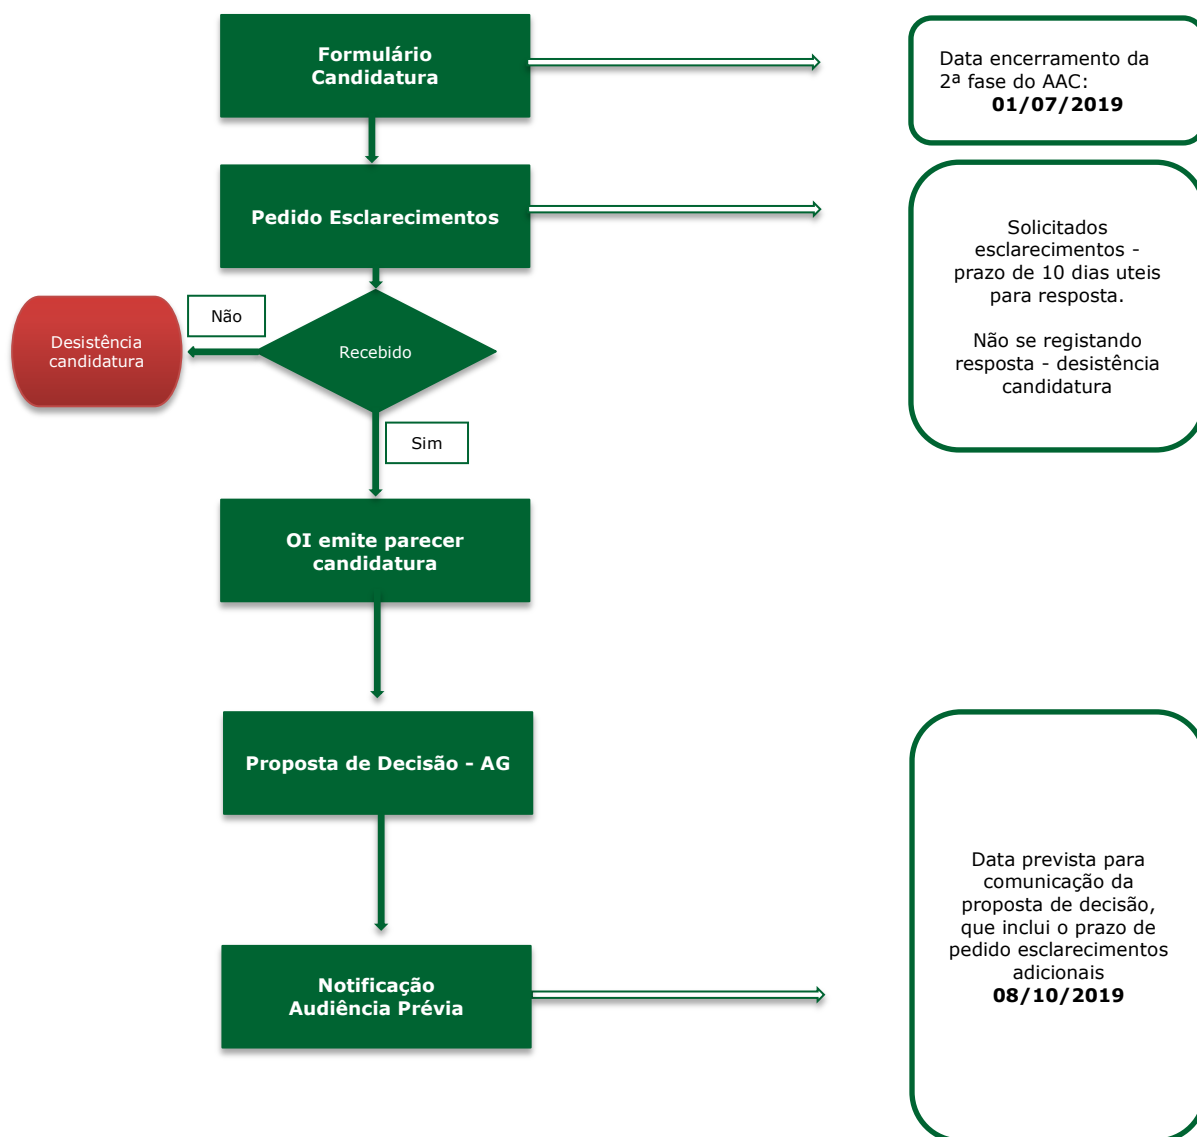 Formulário
Candidatura
Data encerramento da
2ª fase do AAC:
01/07/2019
Pedido Esclarecimentos
Solicitados
esclarecimentos -
prazo de 10 dias uteis
para resposta.
Não se registando
resposta - desistência
candidatura
Não
Desistência
candidatura
Recebido
Sim
OI emite parecer
candidatura
Proposta de Decisão - AG
Notificação
Audiência Prévia
Data prevista para
comunicação da
proposta de decisão,
que inclui o prazo de
pedido esclarecimentos
adicionais
08/10/2019